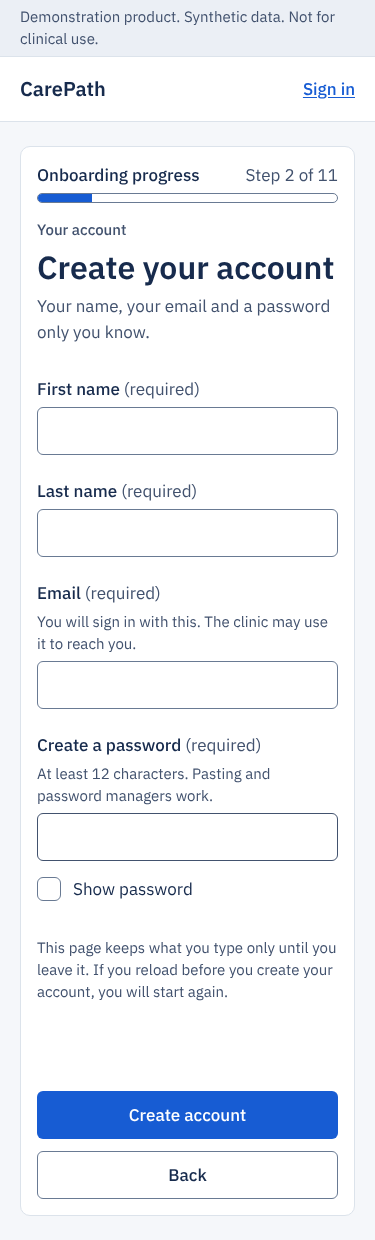 Demonstration product. Synthetic data. Not for
clinical use.
CarePath
Sign in
Onboarding progress
Step 2 of 11
Your account
Create your account
Your name, your email and a password
only you know.
First name (required)
Last name (required)
Email (required)
You will sign in with this. The clinic may use
it to reach you.
Create a password (required)
At least 12 characters. Pasting and
password managers work.
Show password
This page keeps what you type only until you
leave it. If you reload before you create your
account, you will start again.
Create account
Back